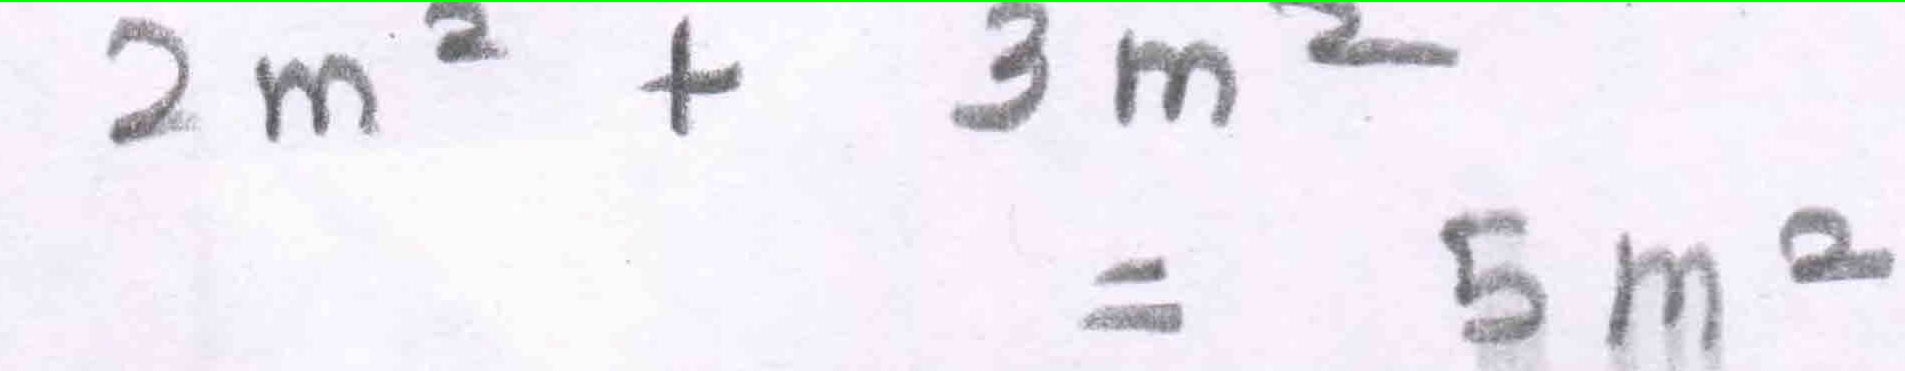 2m² + 3m²
= 5m²